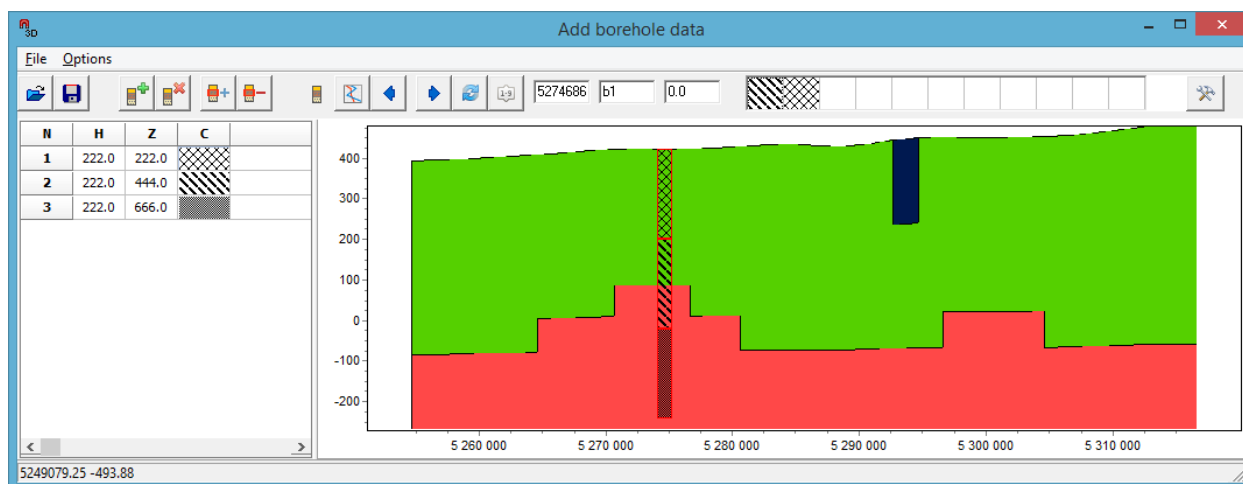 3D Add borehole data
File Options
1-9 5274686 b1 0.0
N H Z C
1 222.0 222.0
2 222.0 444.0
3 222.0 666.0
400
300
200
100
0
-100
-200
5 260 000 5 270 000 5 280 000 5 290 000 5 300 000 5 310 000
5249079.25 -493.88